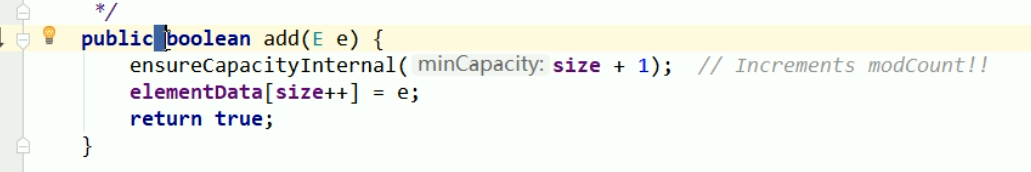 */
public boolean add(E e) {
ensureCapacityInternal( minCapacity: size + 1);  // Increments modCount!!
elementData[size++] = e;
return true;
}